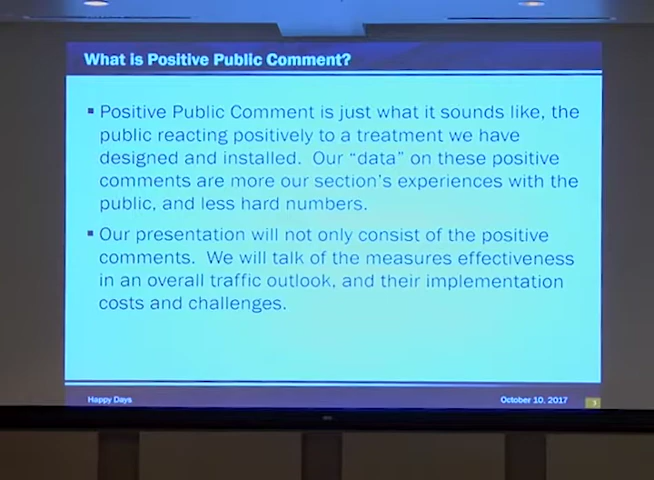 What is Positive Public Comment?
▪ Positive Public Comment is just what it sounds like, the
public reacting positively to a treatment we have
designed and installed. Our “data” on these positive
comments are more our section's experiences with the
public, and less hard numbers.
▪ Our presentation will not only consist of the positive
comments. We will talk of the measures effectiveness
in an overall traffic outlook, and their implementation
costs and challenges.
Happy Days
October 10, 2017
3